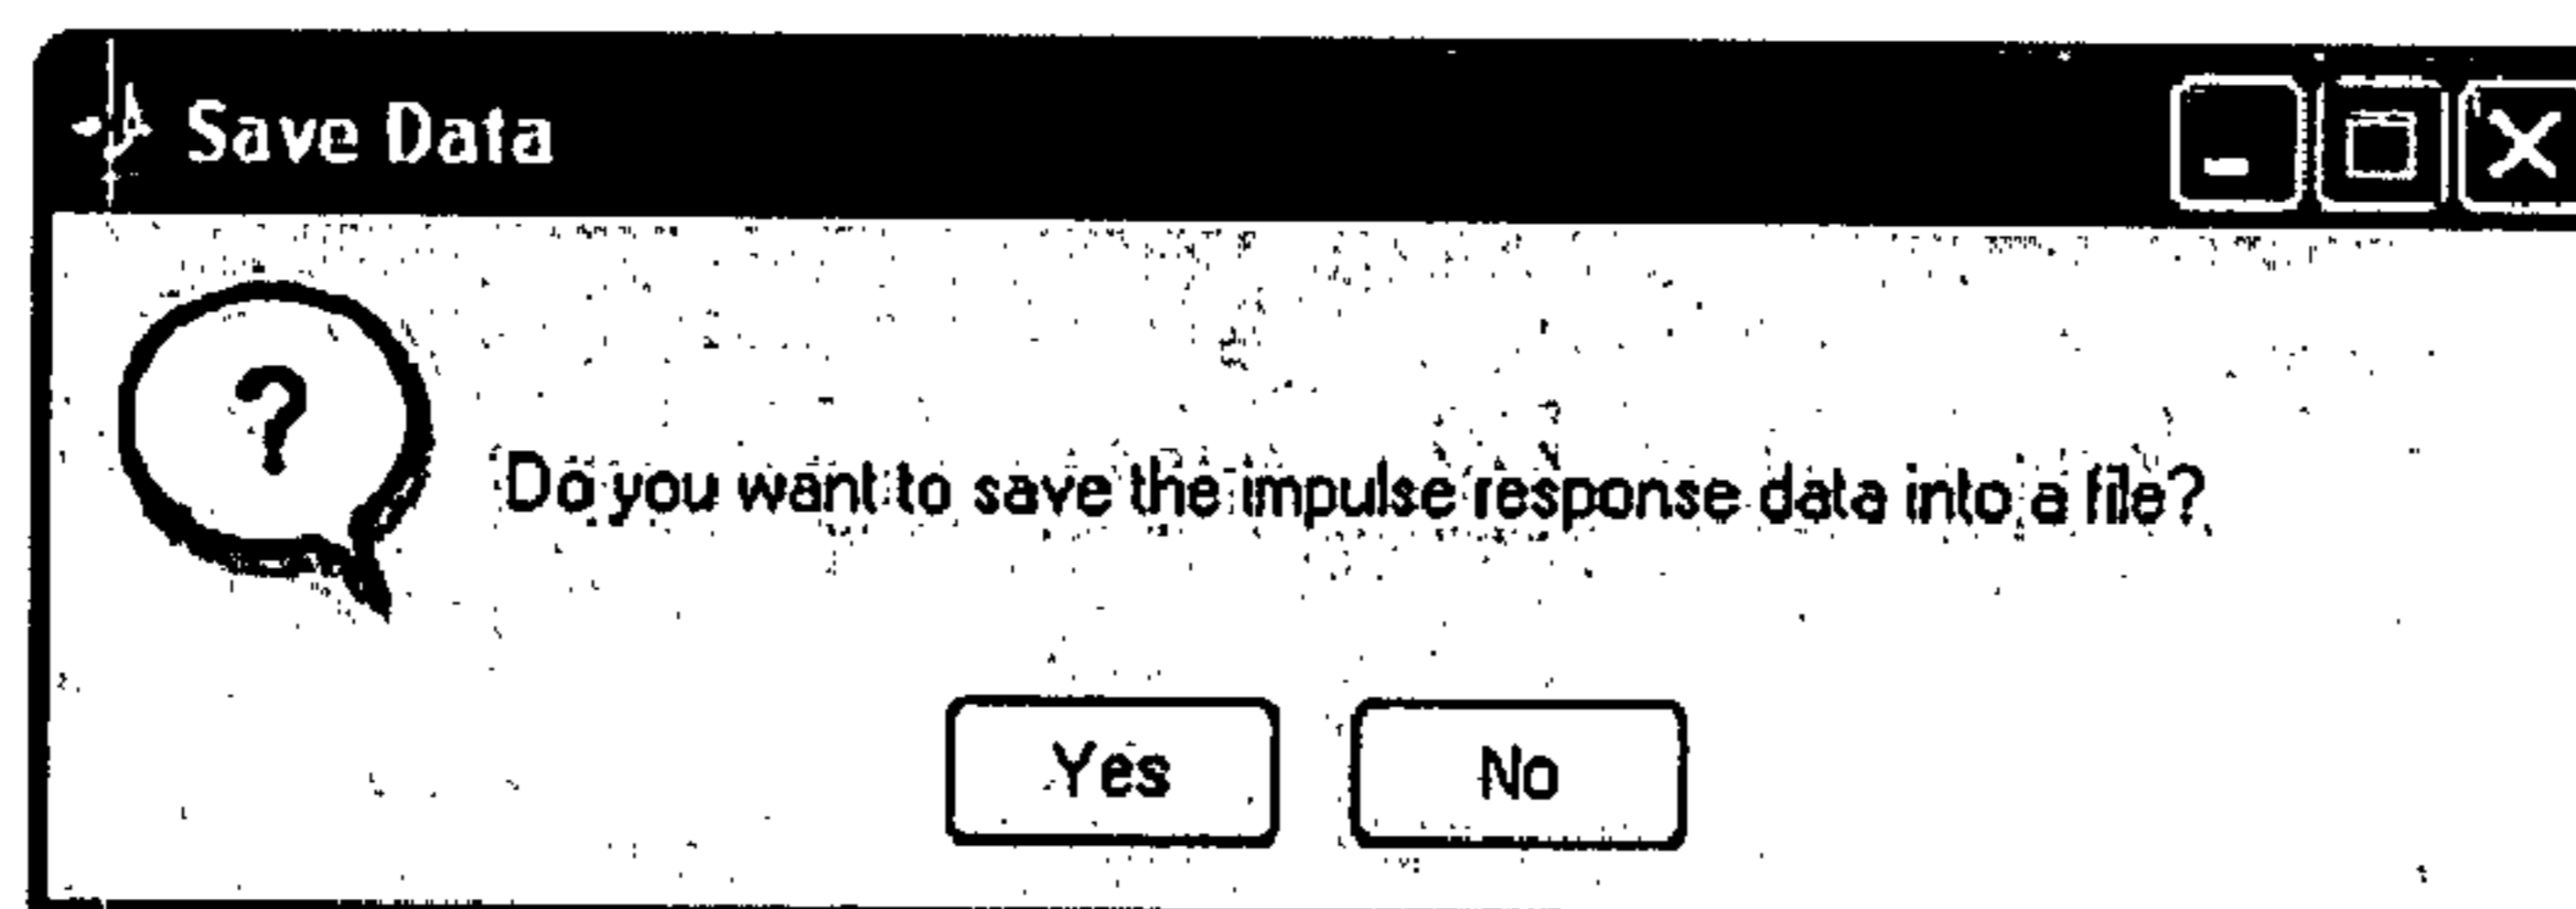 Save Data
Do you want to save the impulse response data into a file?
Yes No